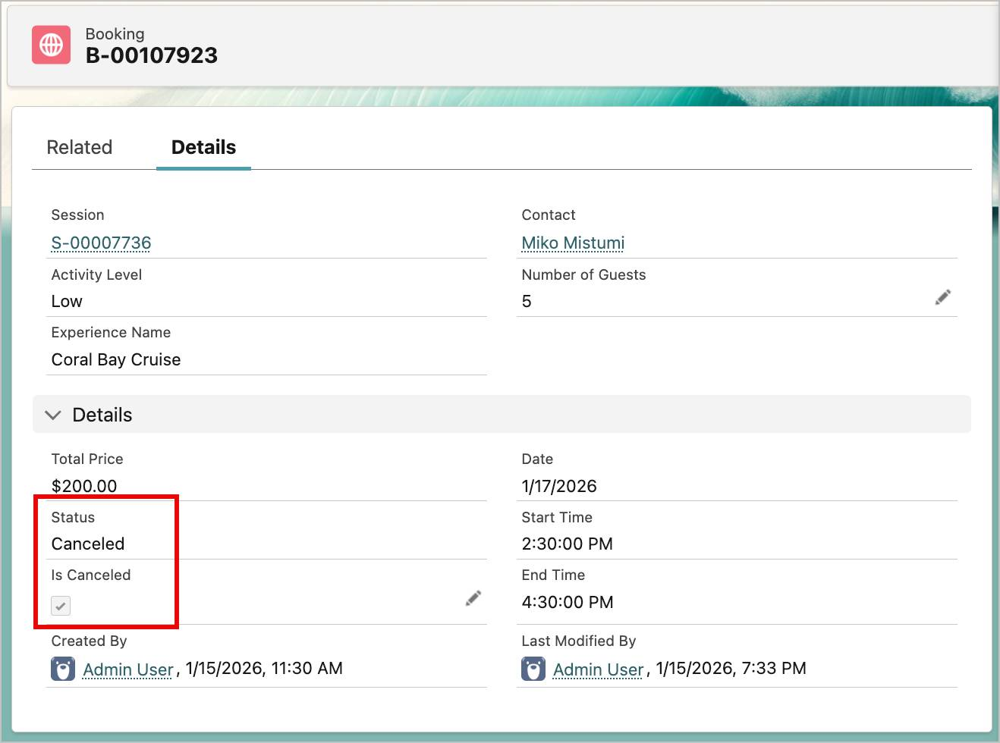 Booking
B-00107923
Related
Details
Session
S-00007736
Contact
Miko Mistumi
Activity Level
Low
Number of Guests
5
Experience Name
Coral Bay Cruise
Details
Total Price
$200.00
Date
1/17/2026
Status
Canceled
Start Time
2:30:00 PM
Is Canceled
End Time
4:30:00 PM
Created By
Admin User, 1/15/2026, 11:30 AM
Last Modified By
Admin User, 1/15/2026, 7:33 PM